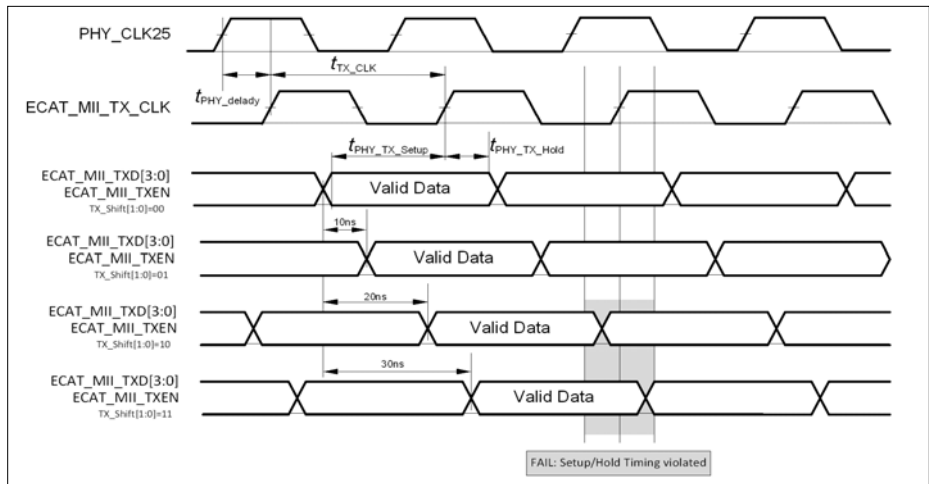 PHY_CLK25
tTX_CLK
tPHY_delady
ECAT_MII_TX_CLK
tPHY_TX_Setup
tPHY_TX_Hold
ECAT_MII_TXD[3:0]
ECAT_MII_TXEN
TX_Shift[1:0]=00
Valid Data
10ns
ECAT_MII_TXD[3:0]
ECAT_MII_TXEN
TX_Shift[1:0]=01
Valid Data
20ns
ECAT_MII_TXD[3:0]
ECAT_MII_TXEN
TX_Shift[1:0]=10
Valid Data
30ns
ECAT_MII_TXD[3:0]
ECAT_MII_TXEN
TX_Shift[1:0]=11
Valid Data
FAIL: Setup/Hold Timing violated